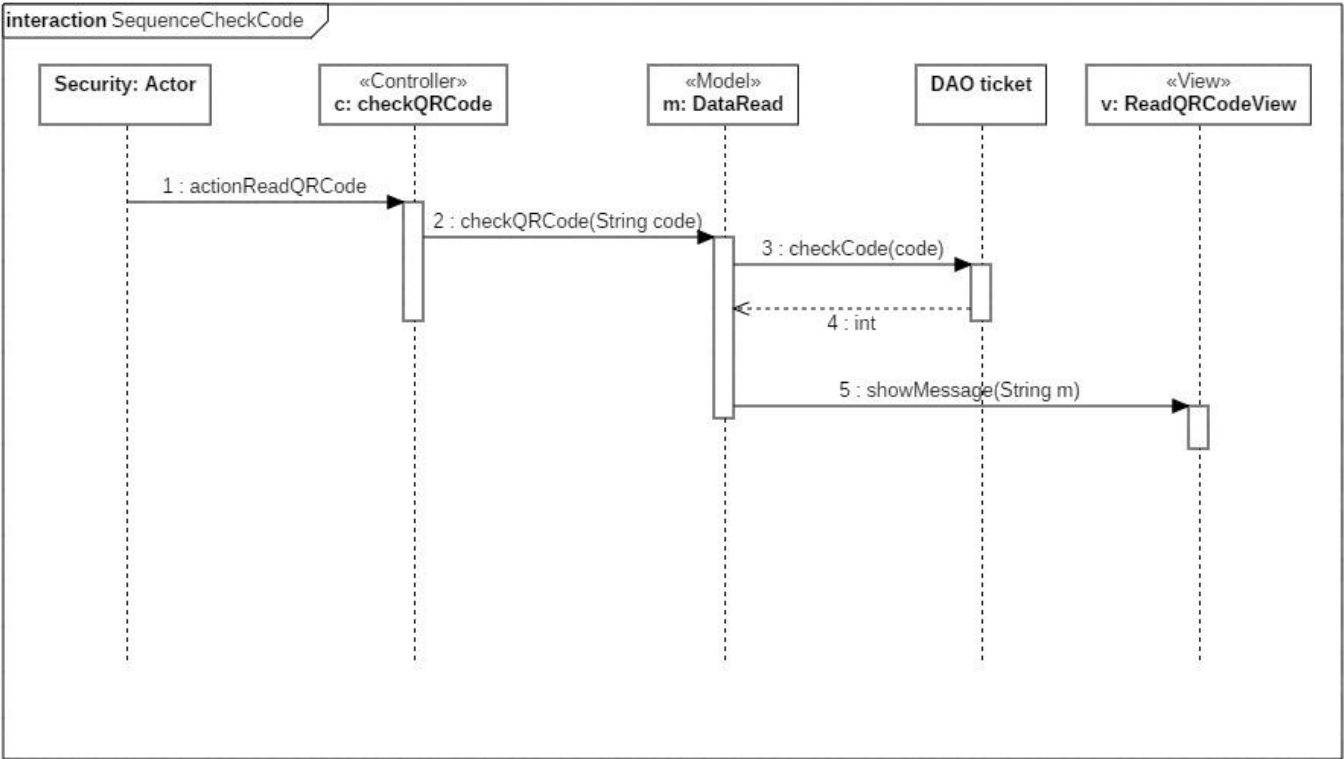 interaction SequenceCheckCode
Security: Actor
«Controller»
c: checkQRCode
«Model»
m: DataRead
DAO ticket
«View»
v: ReadQRCodeView
1 : actionReadQRCode
2 : checkQRCode(String code)
3 : checkCode(code)
4 : int
5 : showMessage(String m)